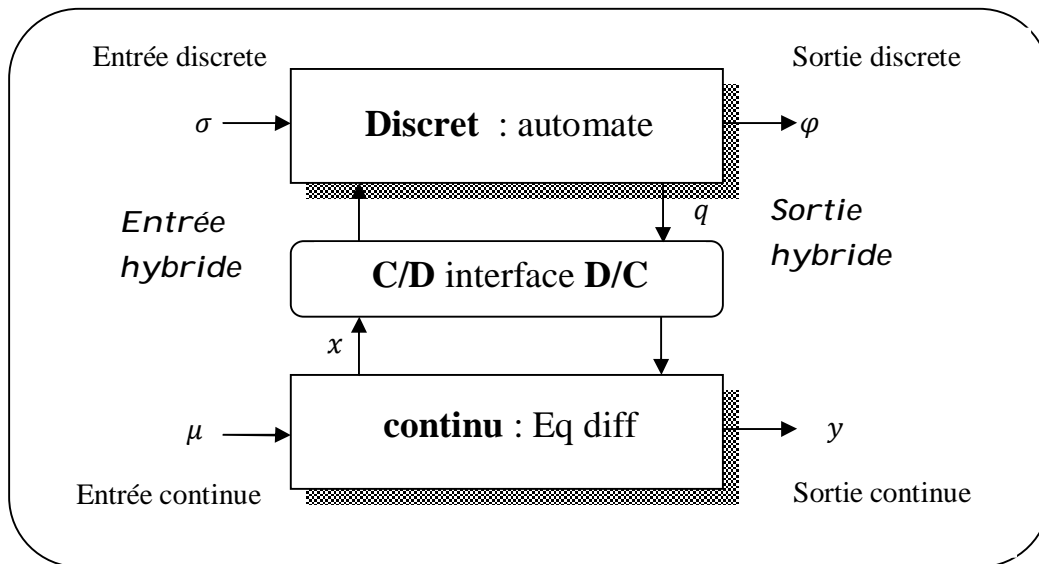 Entrée discrete
Sortie discrete
σ
Discret : automate
φ
Entrée
hybride
q
Sortie
hybride
C/D interface D/C
x
μ
continu : Eq diff
y
Entrée continue
Sortie continue